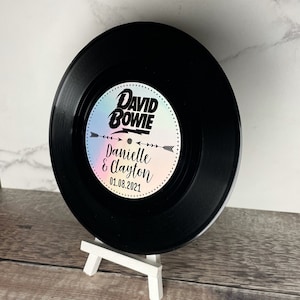 DAVID
BOWIE
Danielle
& Clayton
01.08.2021